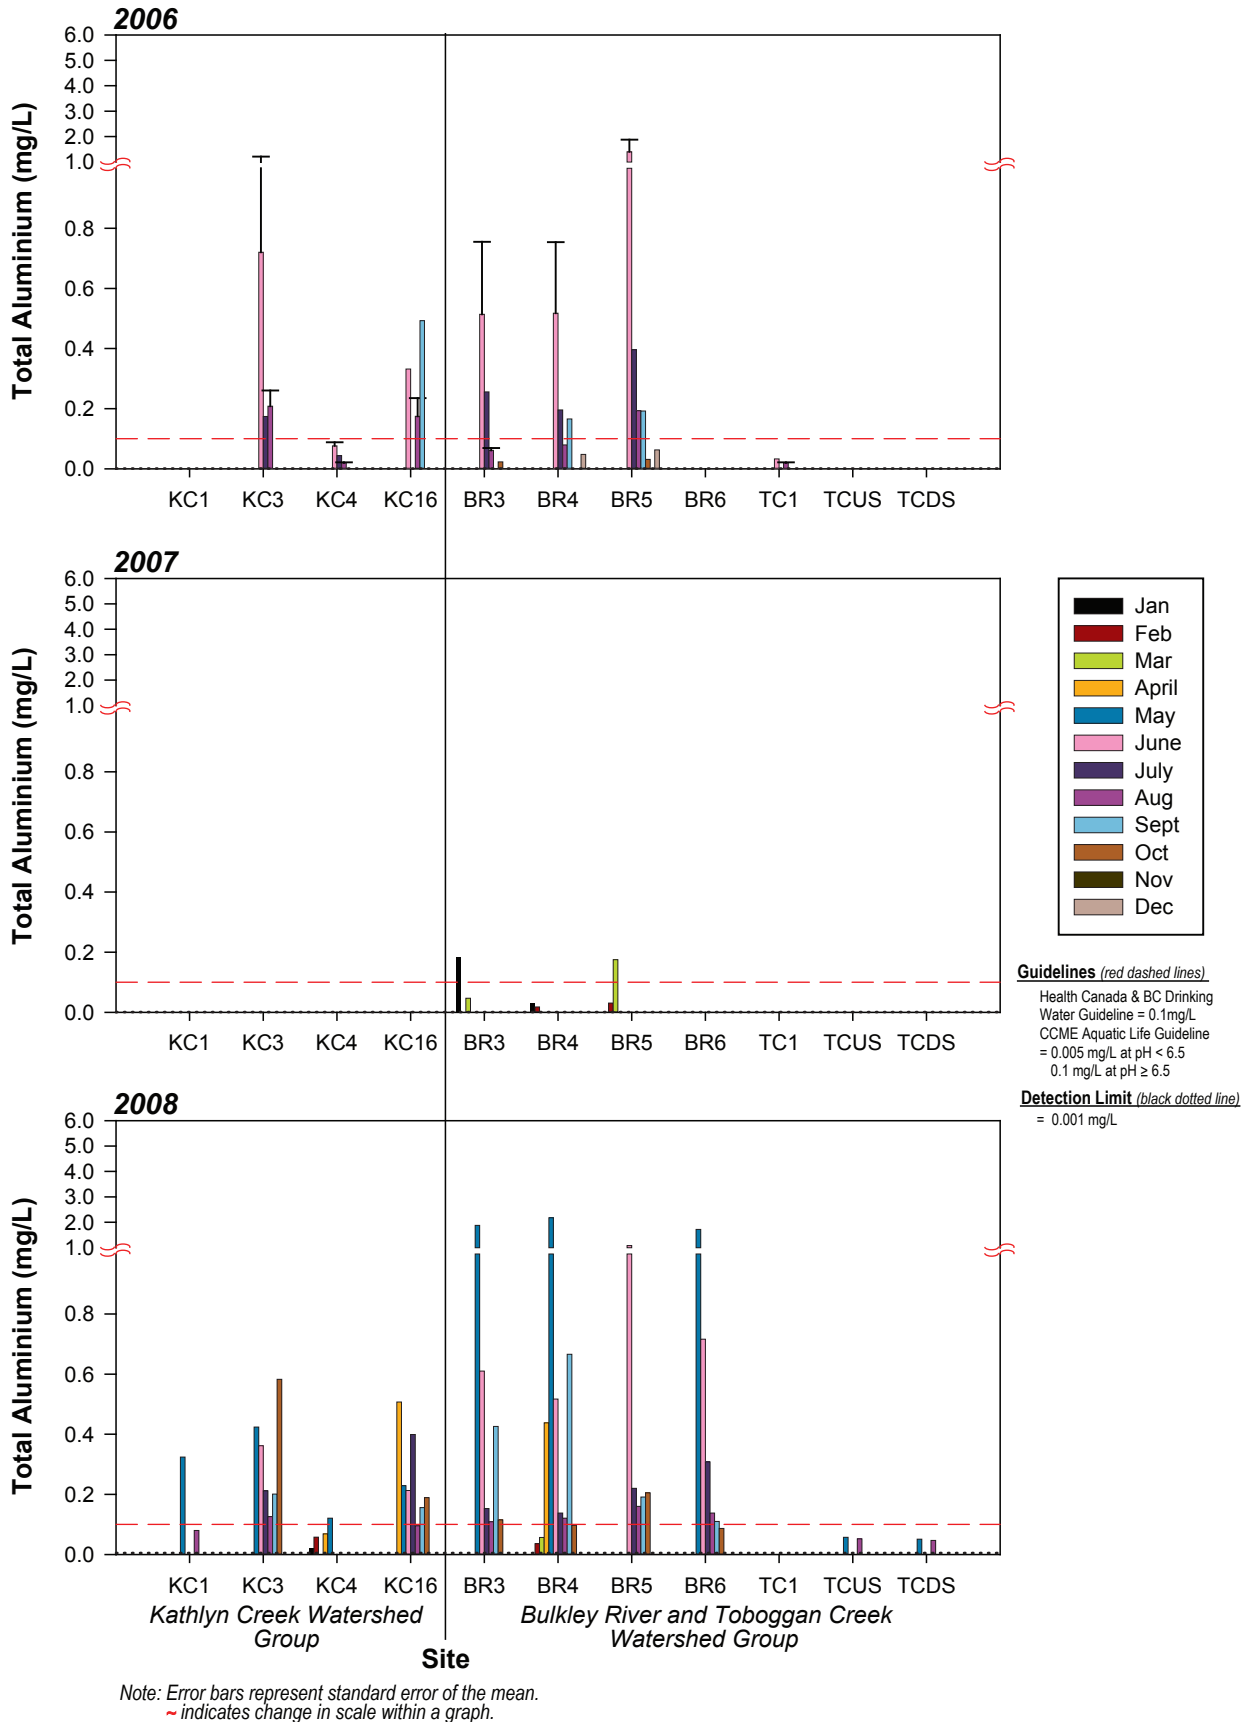 2006
6.0
5.0
4.0
3.0
2.0
1.0
0.8
0.6
0.4
0.2
0.0
Total Aluminium (mg/L)
KC1 KC3 KC4 KC16 BR3 BR4 BR5 BR6 TC1 TCUS TCDS
2007
6.0
5.0
4.0
3.0
2.0
1.0
0.8
0.6
0.4
0.2
0.0
Total Aluminium (mg/L)
KC1 KC3 KC4 KC16 BR3 BR4 BR5 BR6 TC1 TCUS TCDS
Jan
Feb
Mar
April
May
June
July
Aug
Sept
Oct
Nov
Dec
Guidelines (red dashed lines)
Health Canada & BC Drinking
Water Guideline = 0.1mg/L
CCME Aquatic Life Guideline
= 0.005 mg/L at pH < 6.5
0.1 mg/L at pH ≥ 6.5
Detection Limit (black dotted line)
= 0.001 mg/L
2008
6.0
5.0
4.0
3.0
2.0
1.0
0.8
0.6
0.4
0.2
0.0
Total Aluminium (mg/L)
KC1 KC3 KC4 KC16 BR3 BR4 BR5 BR6 TC1 TCUS TCDS
Kathlyn Creek Watershed
Group
Bulkley River and Toboggan Creek
Watershed Group
Site
Note: Error bars represent standard error of the mean.
~ indicates change in scale within a graph.